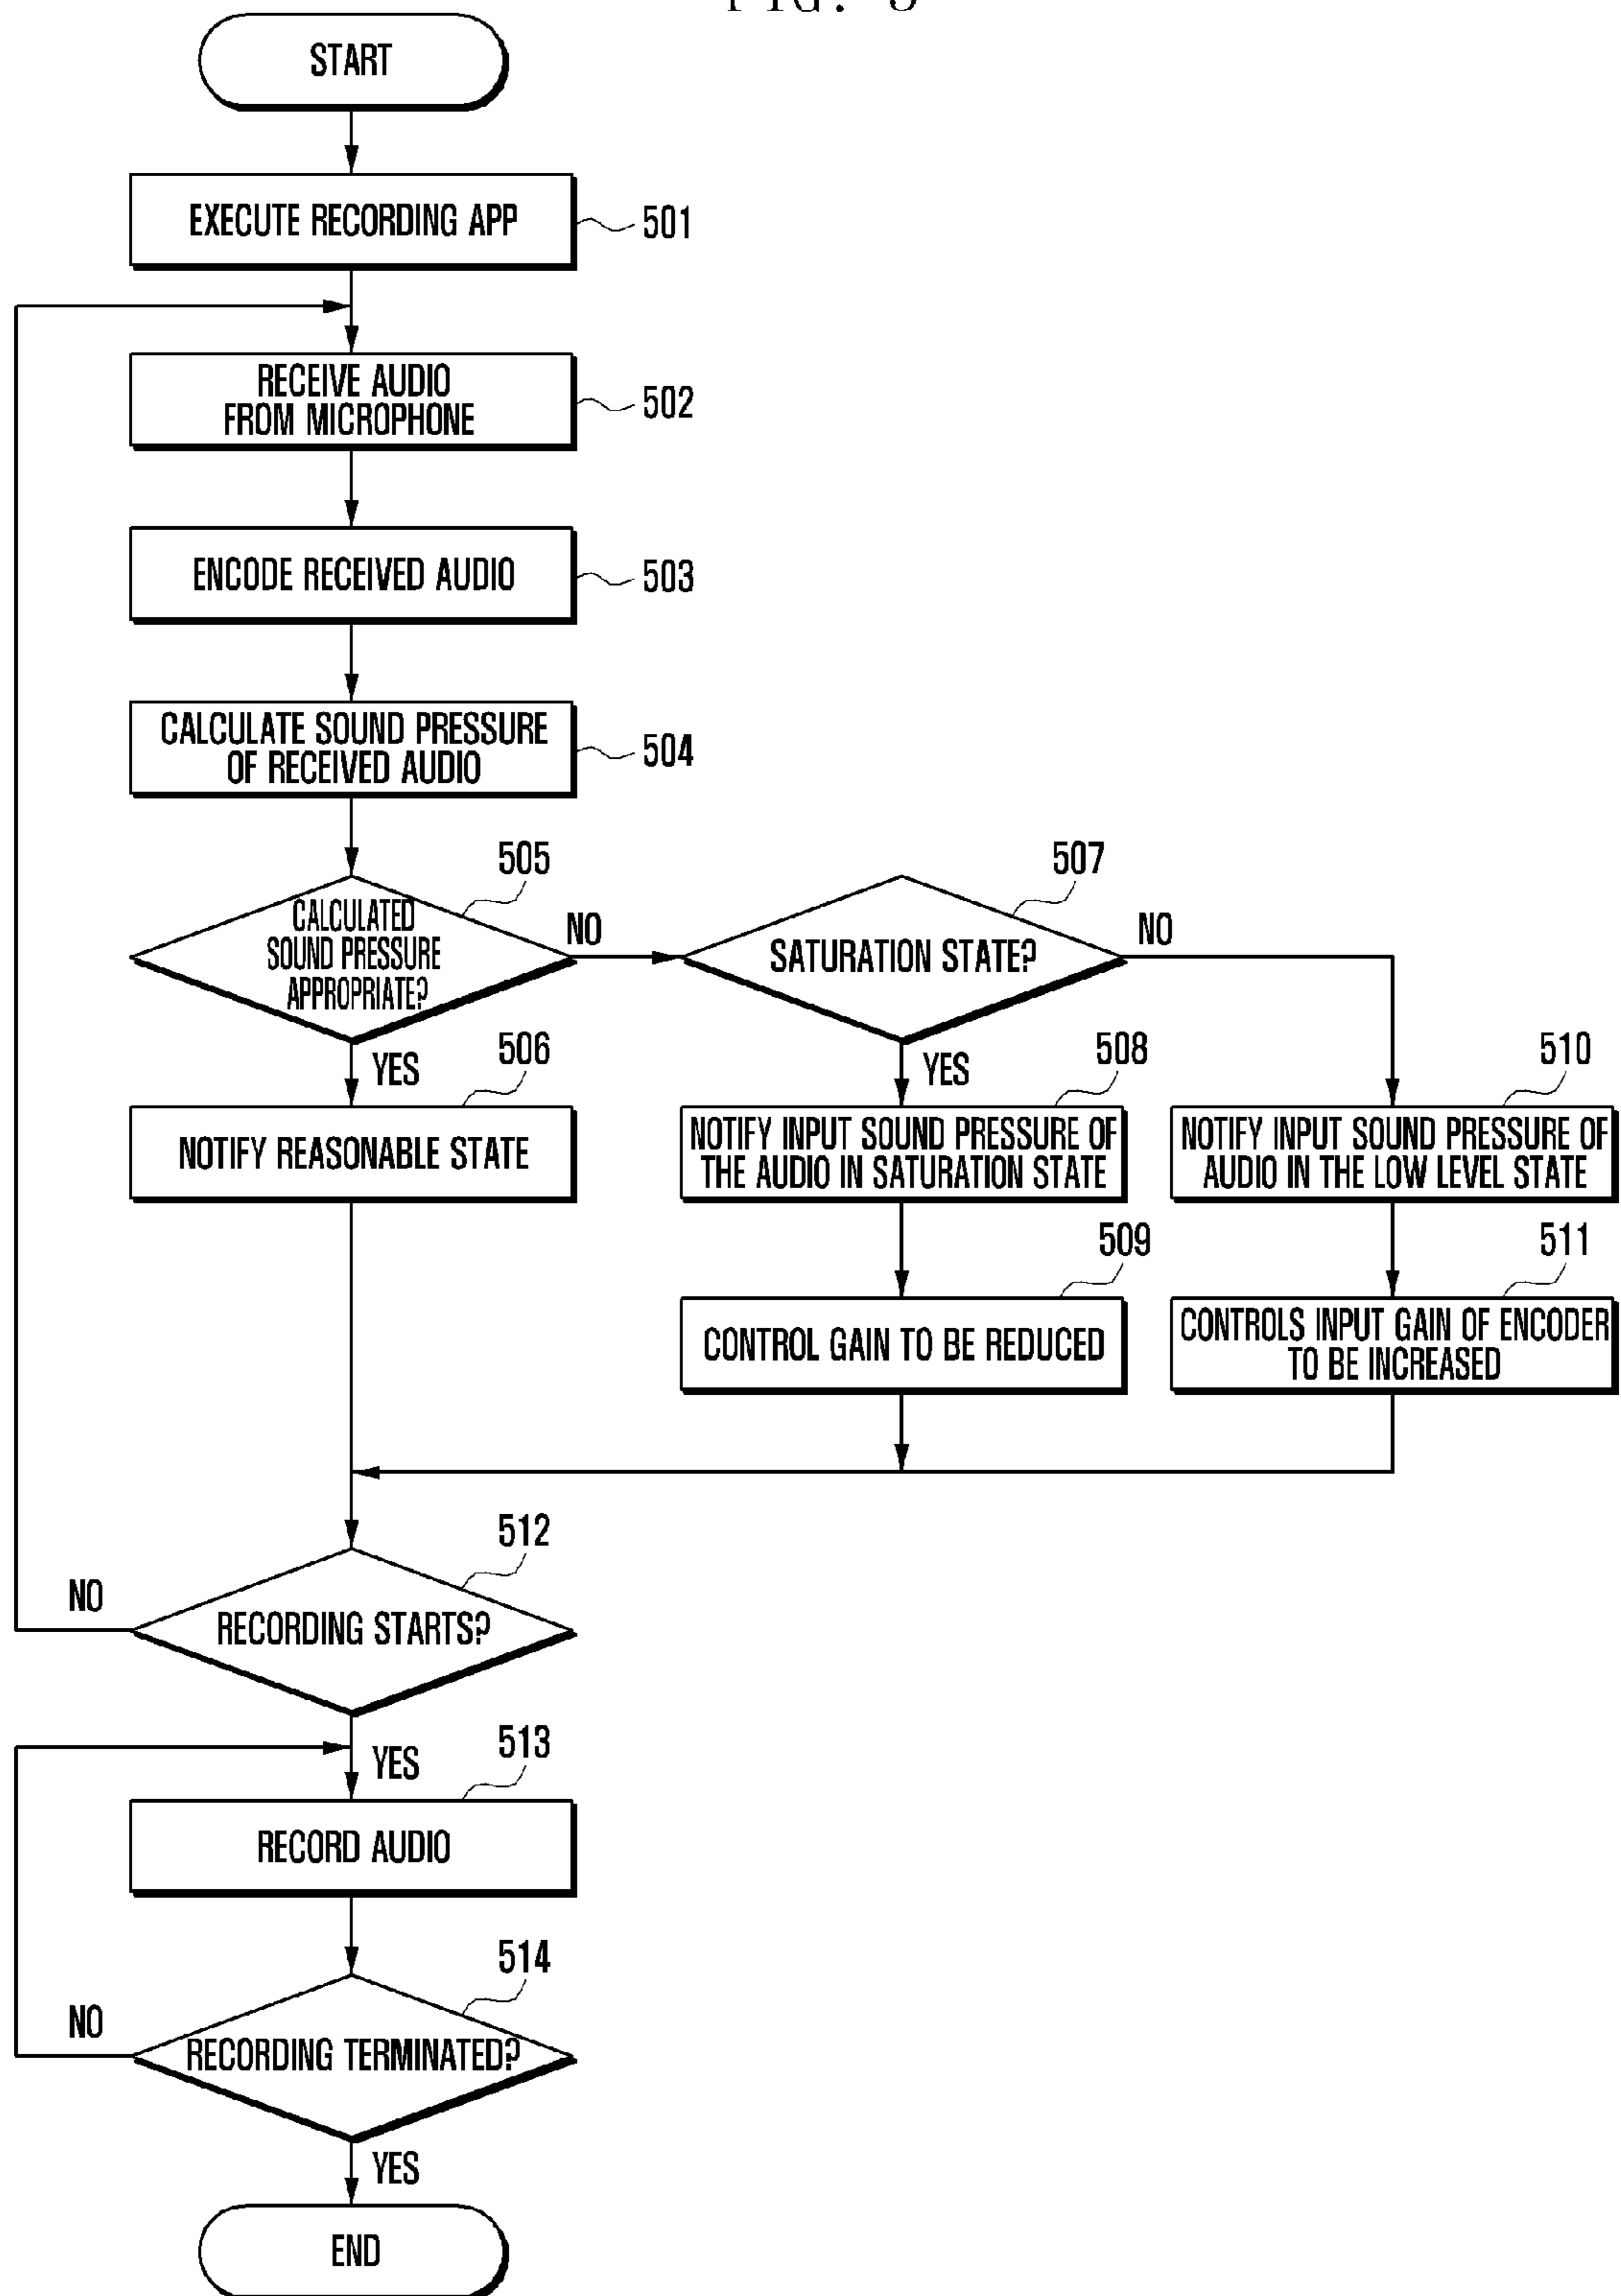 START
EXECUTE RECORDING APP
501
RECEIVE AUDIO
FROM MICROPHONE
502
ENCODE RECEIVED AUDIO
503
CALCULATE SOUND PRESSURE
OF RECEIVED AUDIO
504
505
CALCULATED
SOUND PRESSURE
APPROPRIATE?
NO
507
SATURATION STATE?
NO
YES
506
NOTIFY REASONABLE STATE
YES
508
NOTIFY INPUT SOUND PRESSURE OF
THE AUDIO IN SATURATION STATE
510
NOTIFY INPUT SOUND PRESSURE OF
AUDIO IN THE LOW LEVEL STATE
509
CONTROL GAIN TO BE REDUCED
511
CONTROLS INPUT GAIN OF ENCODER
TO BE INCREASED
512
NO
RECORDING STARTS?
YES
513
RECORD AUDIO
514
NO
RECORDING TERMINATED?
YES
END